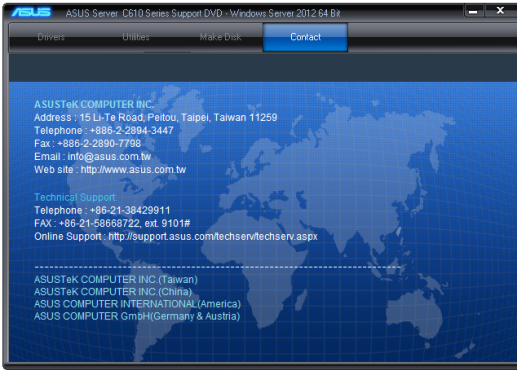 ASUS ASUS Server C610 Series Support DVD - Windows Server 2012 64 Bit
Drivers Utilities Make Disk Contact
ASUSTeK COMPUTER INC.
Address : 15 Li-Te Road, Peitou, Taipei, Taiwan 11259
Telephone : +886-2-2894-3447
Fax : +886-2-2890-7798
Email : info@asus.com.tw
Web site : http://www.asus.com.tw
Technical Support
Telephone : +86-21-38429911
FAX : +86-21-58668722, ext. 9101#
Online Support : http://support.asus.com/techserv/techserv.aspx
ASUSTeK COMPUTER INC.(Taiwan)
ASUSTeK COMPUTER INC.(China)
ASUS COMPUTER INTERNATIONAL(America)
ASUS COMPUTER GmbH(Germany & Austria)